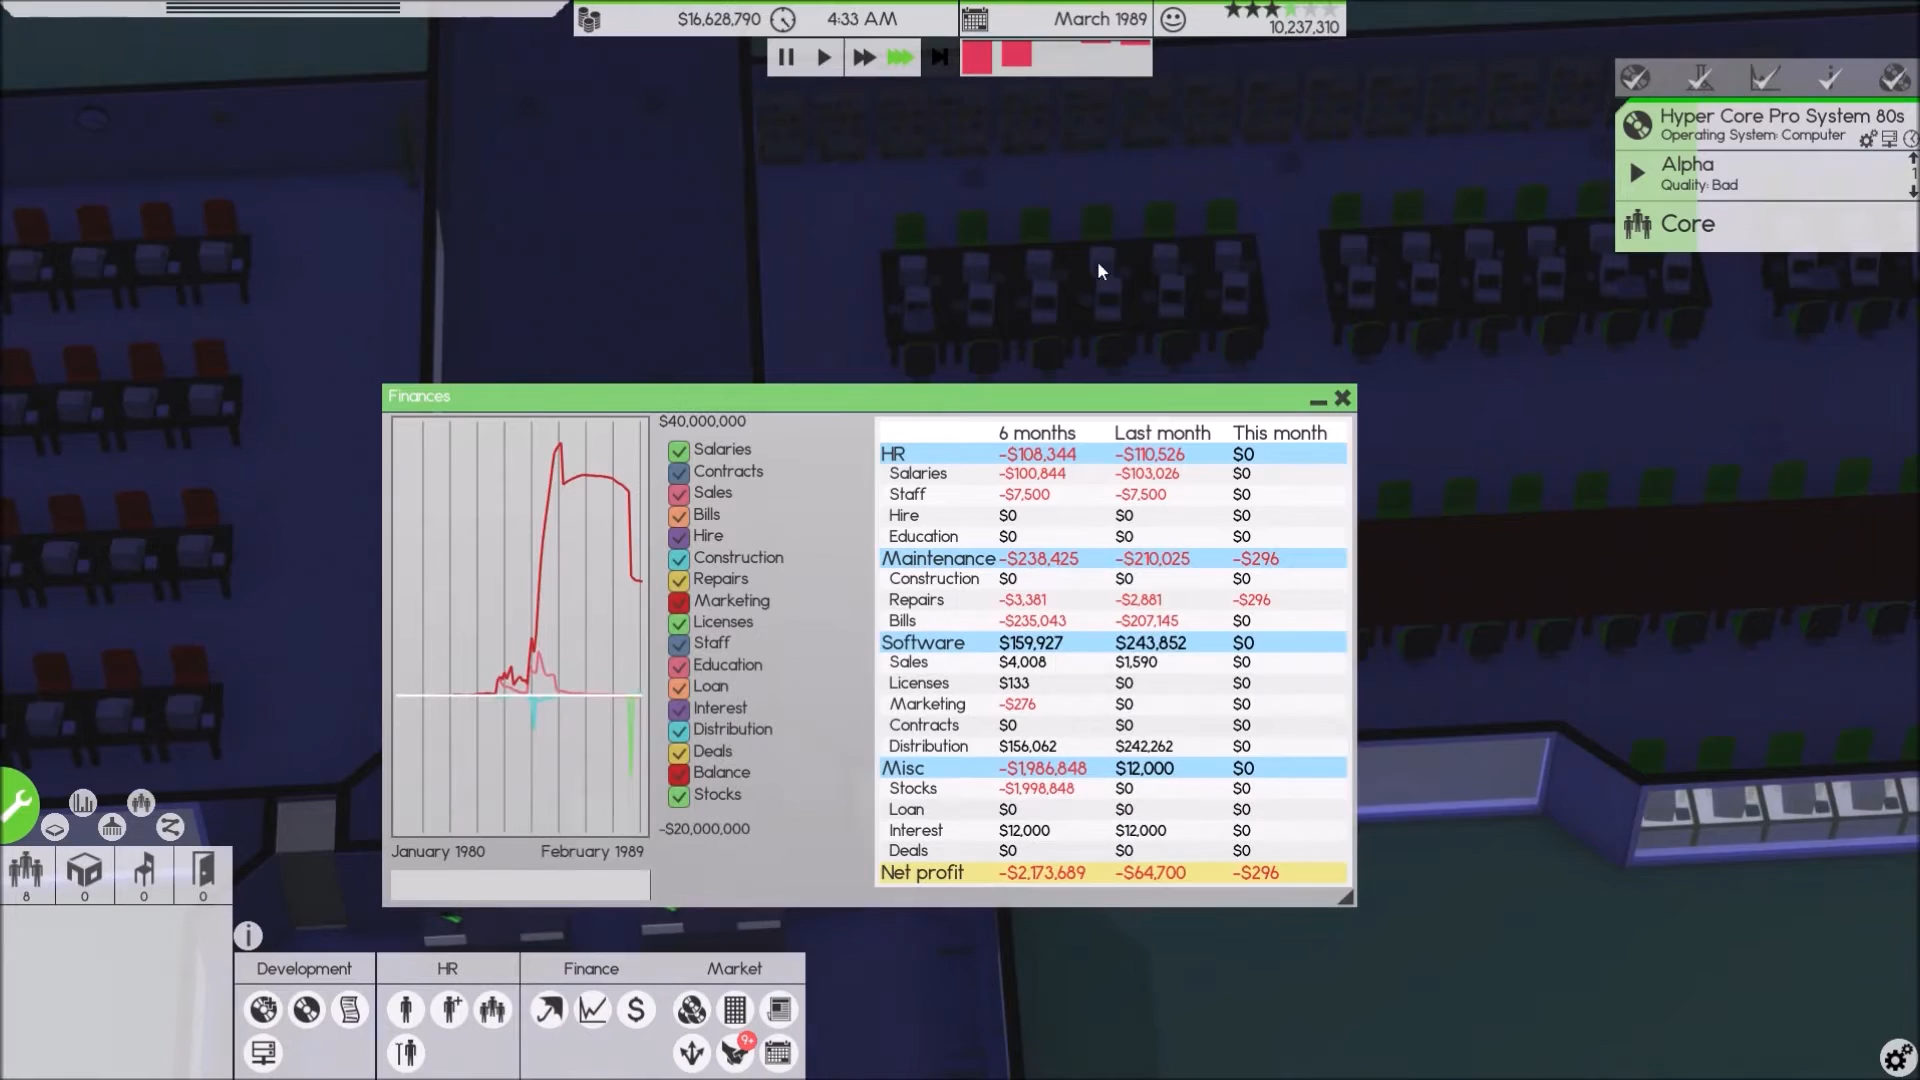 $16,628,790 4:33 AM March 1989
10,237,310
Hyper Core Pro System 80s
Operating System: Computer
Alpha
1
Quality: Bad
Core
Finances
$40,000,000
Salaries
Contracts
Sales
Bills
Hire
Construction
Repairs
Marketing
Licenses
Staff
Education
Loan
Interest
Distribution
Deals
Balance
Stocks
-$20,000,000
January 1980 February 1989
6 months Last month This month
HR -$108,344 -$110,526 $0
Salaries -$100,844 -$103,026 $0
Staff -$7,500 -$7,500 $0
Hire $0 $0 $0
Education $0 $0 $0
Maintenance -$238,425 -$210,025 -$296
Construction $0 $0 $0
Repairs -$3,381 -$2,881 -$296
Bills -$235,043 -$207,145 $0
Software $159,927 $243,852 $0
Sales $4,008 $1,590 $0
Licenses $133 $0 $0
Marketing -$276 $0 $0
Contracts $0 $0 $0
Distribution $156,062 $242,262 $0
Misc -$1,986,848 $12,000 $0
Stocks -$1,998,848 $0 $0
Loan $0 $0 $0
Interest $12,000 $12,000 $0
Deals $0 $0 $0
Net profit -$2,173,689 -$64,700 -$296
8 0 0 0
Development HR Finance Market
9+